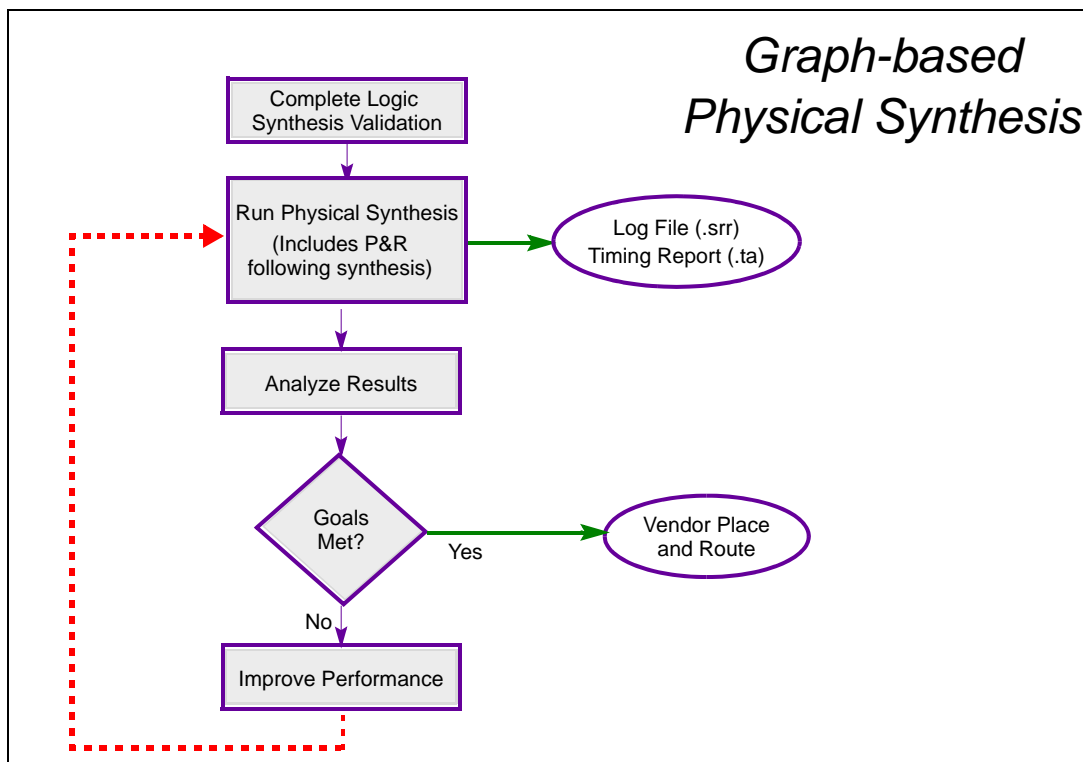 Graph-based
Physical Synthesis
Complete Logic
Synthesis Validation
Run Physical Synthesis
(Includes P&R
following synthesis)
Log File (.srr)
Timing Report (.ta)
Analyze Results
Goals
Met?
Yes
Vendor Place
and Route
No
Improve Performance